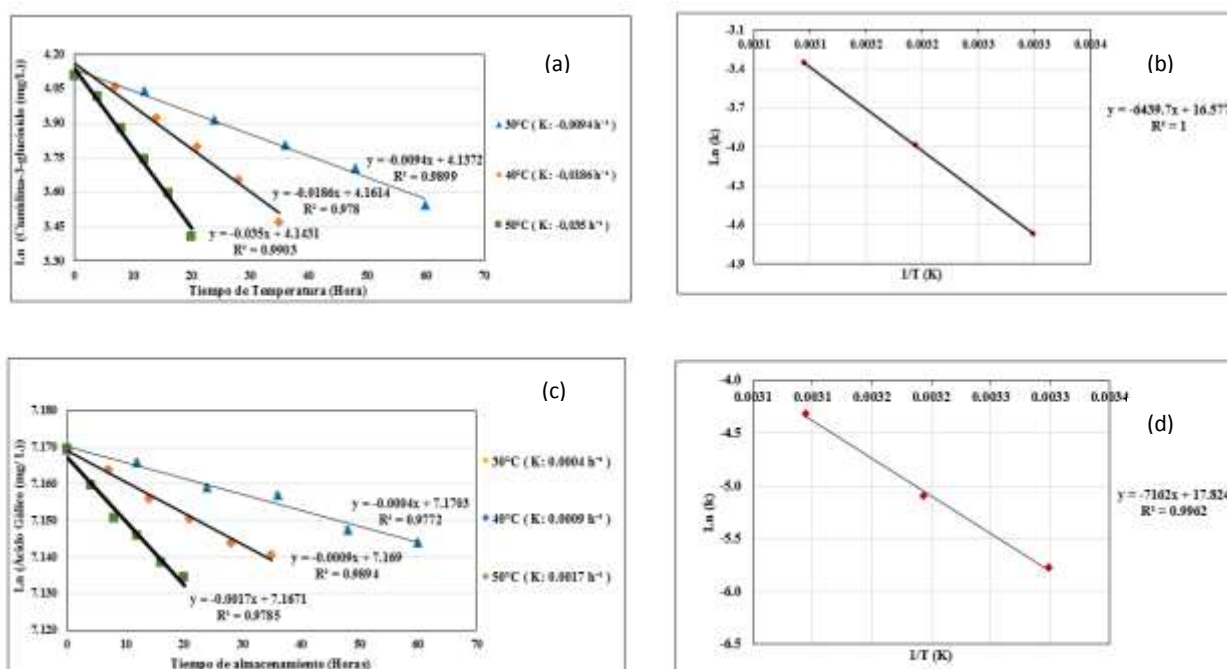 (a)
Ln (Cianidina-3-glucósido (mg/L))
4.20
4.05
3.90
3.75
3.60
3.45
3.30
0 10 20 30 40 50 60 70
Tiempo de Temperatura (Hora)
y = -0.0094x + 4.1372
R² = 0.9899
y = -0.0186x + 4.1614
R² = 0.978
y = -0.035x + 4.1431
R² = 0.9903
30°C ( K: -0,0094 h⁻¹ )
40°C ( K: -0,0186 h⁻¹ )
50°C ( K: -0,035 h⁻¹ )
(b)
Ln (k)
-3.1
0.0031 0.0031 0.0032 0.0032 0.0033 0.0033 0.0034
-3.4
-3.7
-4.0
-4.3
-4.6
-4.9
1/T (K)
y = -6439.7x + 16.577
R² = 1
(c)
Ln (Acido Gálico (mg/ L))
7.180
7.170
7.160
7.150
7.140
7.130
7.120
0 10 20 30 40 50 60 70
Tiempo de almacenamiento (Horas)
y = -0.0004x + 7.1703
R² = 0.9772
y = -0.0009x + 7.169
R² = 0.9894
y = -0.0017x + 7.1671
R² = 0.9785
30°C ( K: 0.0004 h⁻¹ )
40°C ( K: 0.0009 h⁻¹ )
50°C ( K: 0.0017 h⁻¹ )
(d)
Ln (k)
-4.0
0.0031 0.0031 0.0032 0.0032 0.0033 0.0033 0.0034
-4.5
-5.0
-5.5
-6.0
-6.5
1/T (K)
y = -7162x + 17.824
R² = 0.9962